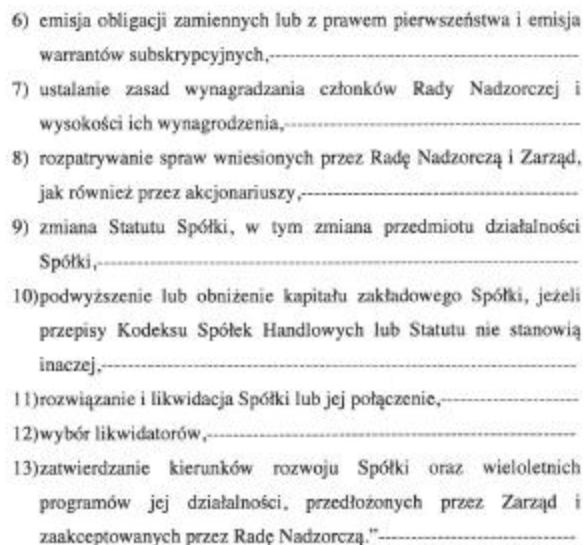 6) emisja obligacji zamiennych lub z prawem pierwszeństwa i emisja
warrantów subskrypcyjnych,-----------------------------------------------
7) ustalanie zasad wynagradzania członków Rady Nadzorczej i
wysokości ich wynagrodzenia,---------------------------------------------
8) rozpatrywanie spraw wniesionych przez Radę Nadzorczą i Zarząd,
jak również przez akcjonariuszy,------------------------------------------
9) zmiana Statutu Spółki, w tym zmiana przedmiotu działalności
Spółki,-------------------------------------------------------------------------
10)podwyższenie lub obniżenie kapitału zakładowego Spółki, jeżeli
przepisy Kodeksu Spółek Handlowych lub Statutu nie stanowią
inaczej,------------------------------------------------------------------------
11)rozwiązanie i likwidacja Spółki lub jej połączenie,---------------------
12)wybór likwidatorów,--------------------------------------------------------
13)zatwierdzanie kierunków rozwoju Spółki oraz wieloletnich
programów jej działalności, przedłożonych przez Zarząd i
zaakceptowanych przez Radę Nadzorczą.”------------------------------